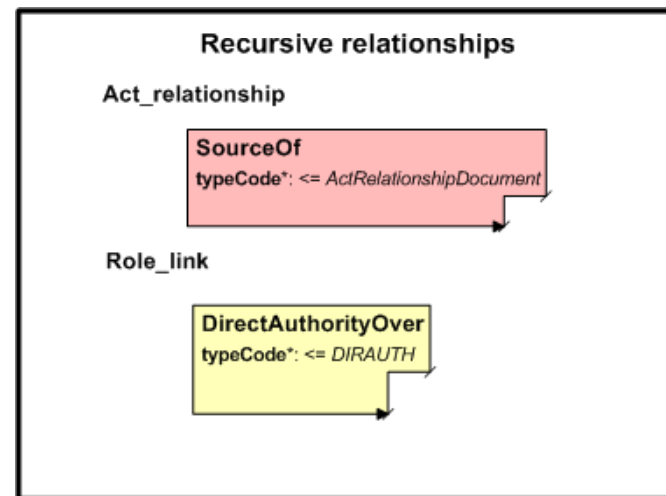 Recursive relationships
Act_relationship
SourceOf
typeCode*: <= ActRelationshipDocument
Role_link
DirectAuthorityOver
typeCode*: <= DIRAUTH